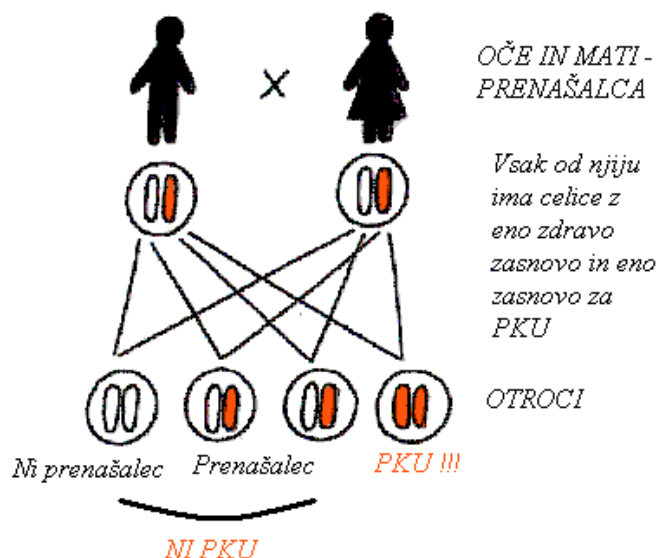 OČE IN MATI -
PRENAŠALCA
X
Vsak od njiju
ima celice z
eno zdravo
zasnovo in eno
zasnovo za
PKU
OTROCI
Ni prenašalec
Prenašalec
PKU !!!
NI PKU